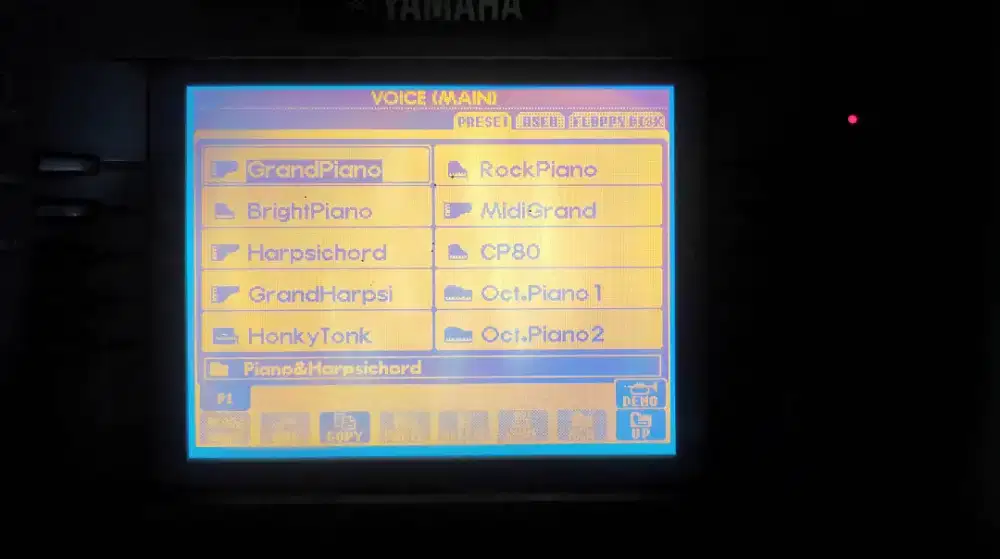 YAMAHA
VOICE (MAIN)
PRESET USER FLOPPY DISK
GrandPiano RockPiano
BrightPiano MidiGrand
Harpsichord CP80
GrandHarpsi Oct.Piano1
HonkyTonk Oct.Piano2
Piano&Harpsichord
P1 DEMO
COPY UP